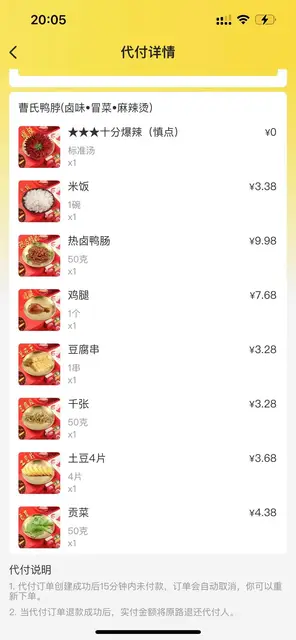 20:05
代付详情
曹氏鸭脖(卤味•冒菜•麻辣烫)
★★★十分爆辣（慎点） ¥0
标准汤
x1
米饭 ¥3.38
1碗
x1
热卤鸭肠 ¥9.98
50克
x1
鸡腿 ¥7.68
1个
x1
豆腐串 ¥3.28
1串
x1
千张 ¥3.28
50克
x1
土豆4片 ¥3.68
4片
x1
贡菜 ¥4.38
50克
x1
代付说明
1. 代付订单创建成功后15分钟内未付款，订单会自动取消，你可以重
新下单。
2. 当代付订单退款成功后，实付金额将原路退还代付人。